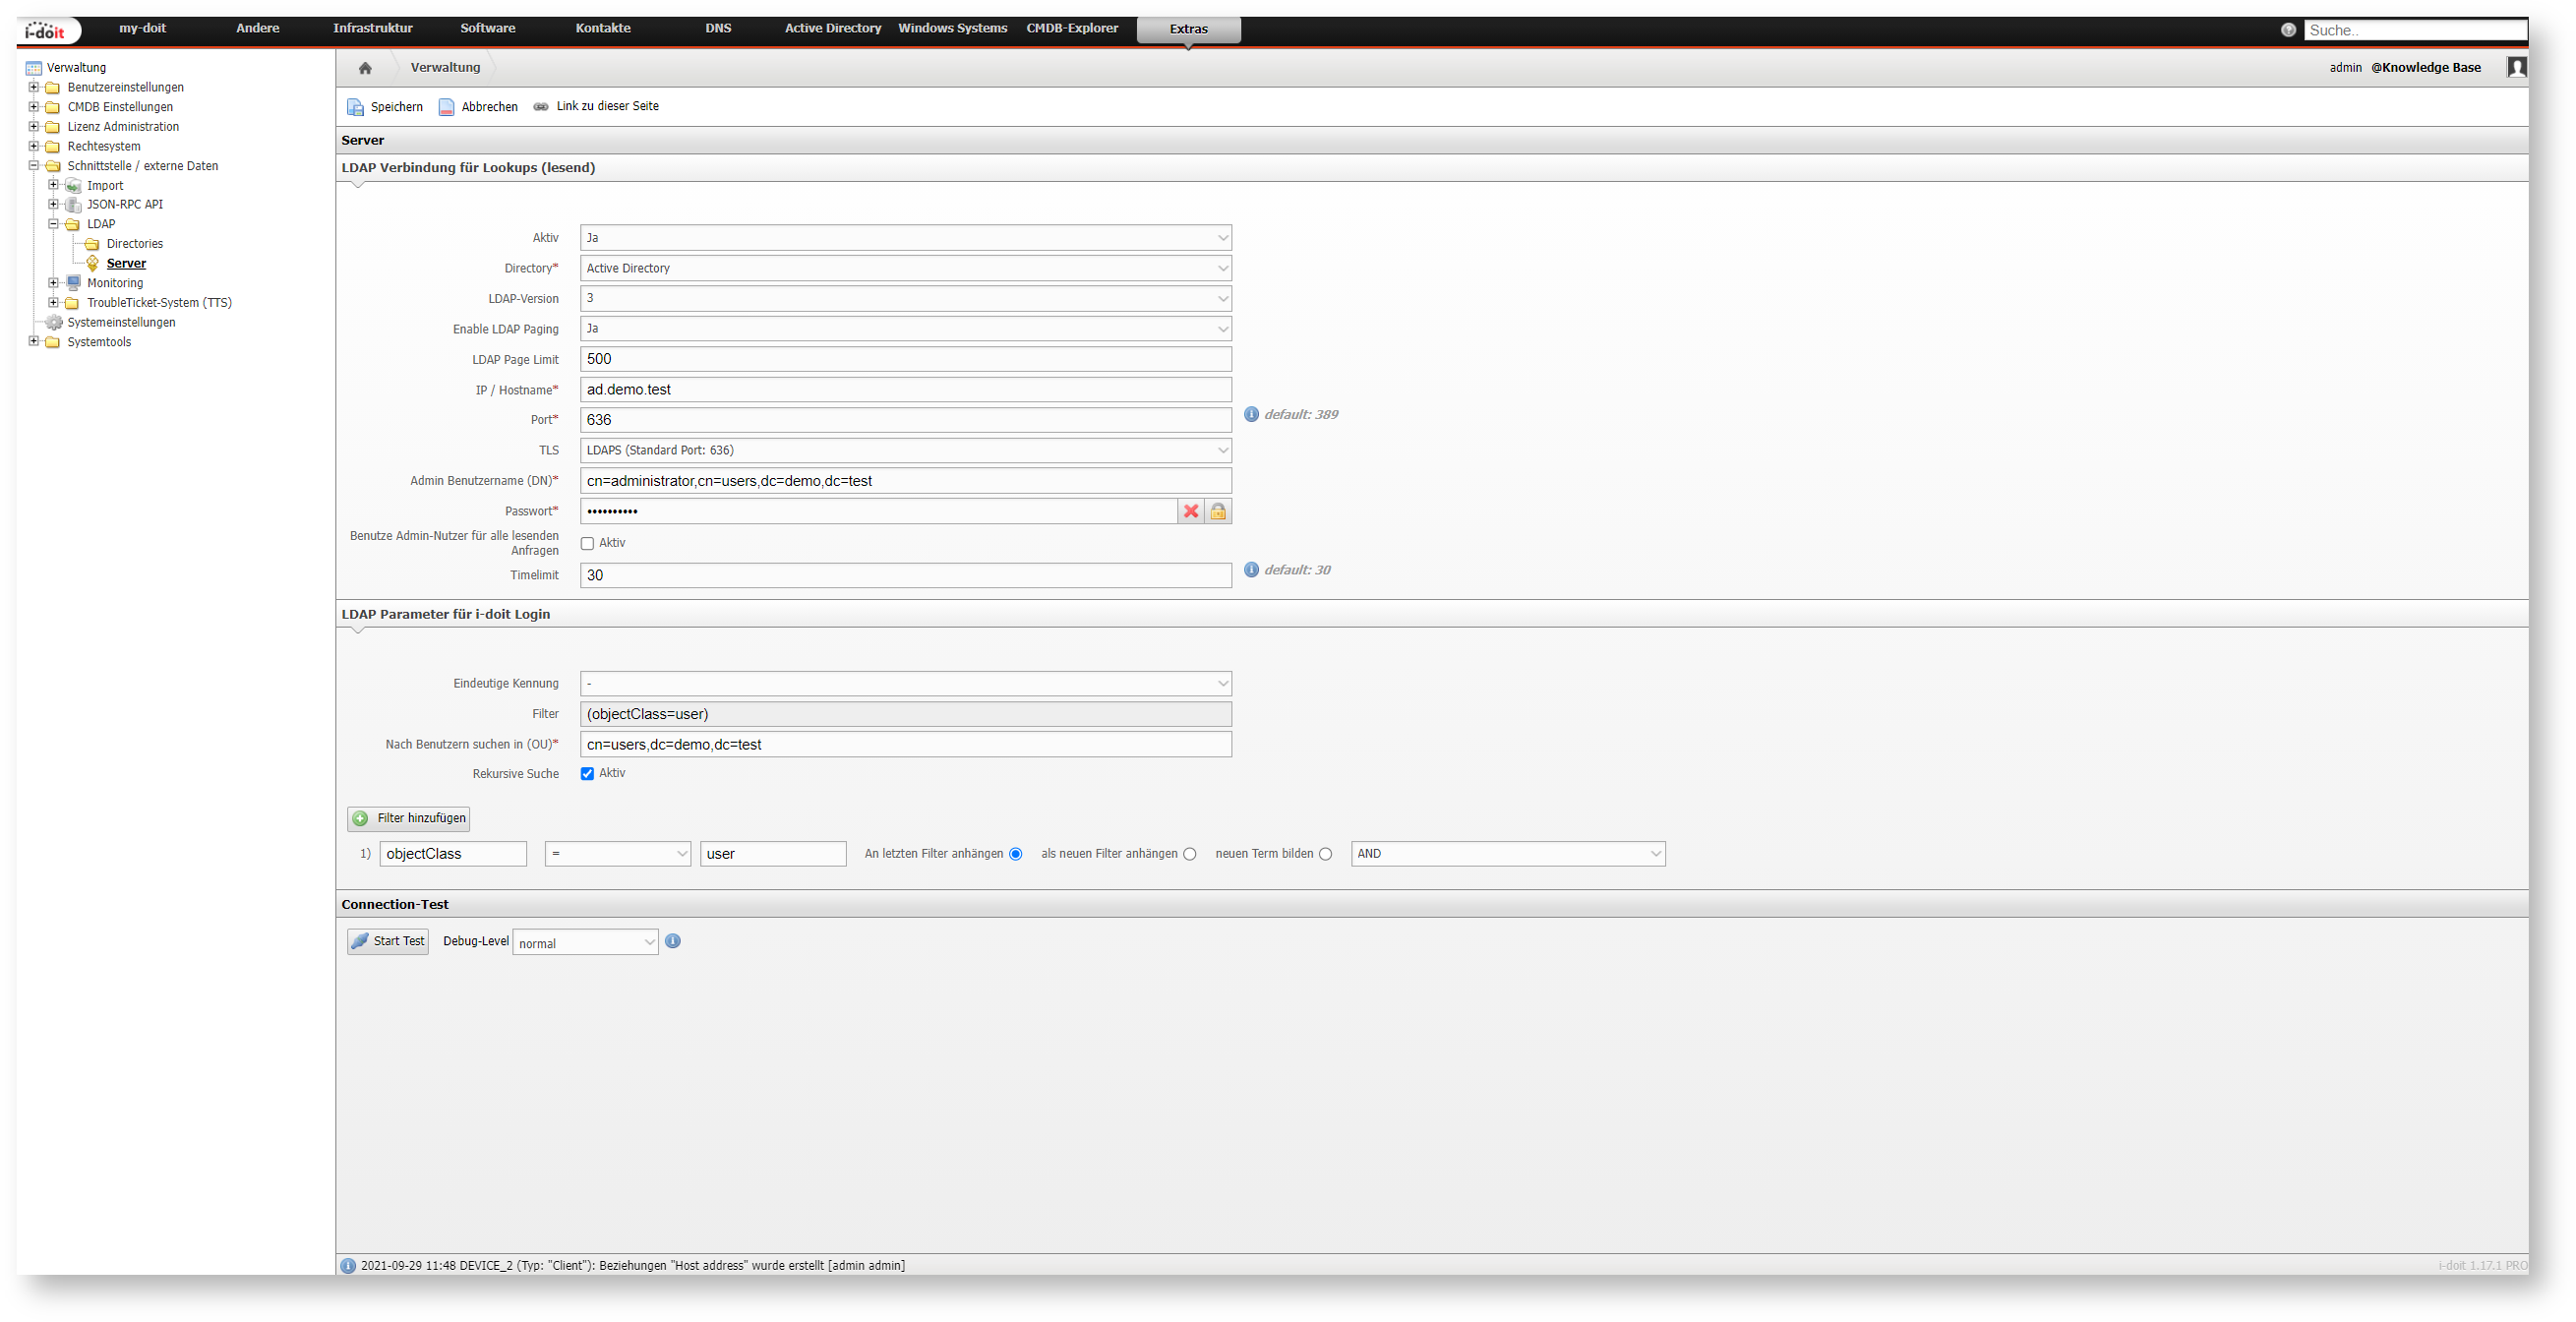 i-doit my-doit Andere Infrastruktur Software Kontakte DNS Active Directory Windows Systems CMDB-Explorer Extras Suche..
Verwaltung
Benutzereinstellungen
CMDB Einstellungen
Lizenz Administration
Rechtesystem
Schnittstelle / externe Daten
Import
JSON-RPC API
LDAP
Directories
Server
Monitoring
TroubleTicket-System (TTS)
Systemeinstellungen
Systemtools
Verwaltung admin @Knowledge Base
Speichern Abbrechen Link zu dieser Seite
Server
LDAP Verbindung für Lookups (lesend)
Aktiv Ja
Directory* Active Directory
LDAP-Version 3
Enable LDAP Paging Ja
LDAP Page Limit 500
IP / Hostname* ad.demo.test
Port* 636 default: 389
TLS LDAPS (Standard Port: 636)
Admin Benutzername (DN)* cn=administrator,cn=users,dc=demo,dc=test
Passwort* ••••••••••
Benutze Admin-Nutzer für alle lesenden
Anfragen Aktiv
Timelimit 30 default: 30
LDAP Parameter für i-doit Login
Eindeutige Kennung -
Filter (objectClass=user)
Nach Benutzern suchen in (OU)* cn=users,dc=demo,dc=test
Rekursive Suche Aktiv
Filter hinzufügen
1) objectClass = user An letzten Filter anhängen als neuen Filter anhängen neuen Term bilden AND
Connection-Test
Start Test Debug-Level normal
2021-09-29 11:48 DEVICE_2 (Typ: "Client"): Beziehungen "Host address" wurde erstellt [admin admin] i-doit 1.17.1 PRO